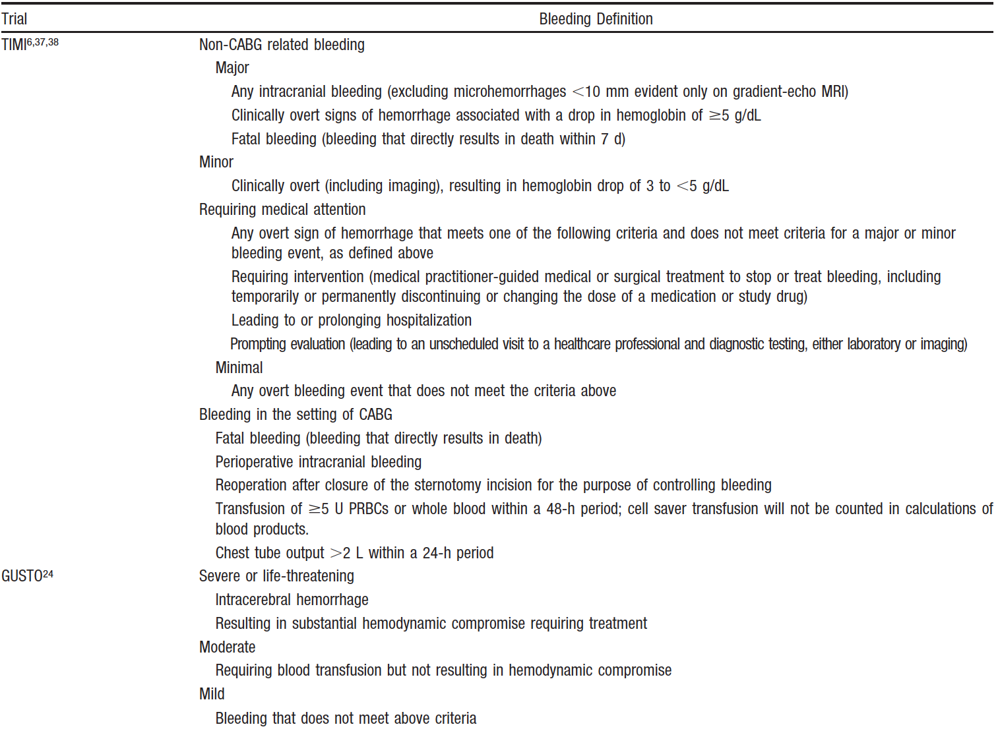 Trial Bleeding Definition
TIMI6,37,38 Non-CABG related bleeding
Major
Any intracranial bleeding (excluding microhemorrhages <10 mm evident only on gradient-echo MRI)
Clinically overt signs of hemorrhage associated with a drop in hemoglobin of ≥5 g/dL
Fatal bleeding (bleeding that directly results in death within 7 d)
Minor
Clinically overt (including imaging), resulting in hemoglobin drop of 3 to <5 g/dL
Requiring medical attention
Any overt sign of hemorrhage that meets one of the following criteria and does not meet criteria for a major or minor
bleeding event, as defined above
Requiring intervention (medical practitioner-guided medical or surgical treatment to stop or treat bleeding, including
temporarily or permanently discontinuing or changing the dose of a medication or study drug)
Leading to or prolonging hospitalization
Prompting evaluation (leading to an unscheduled visit to a healthcare professional and diagnostic testing, either laboratory or imaging)
Minimal
Any overt bleeding event that does not meet the criteria above
Bleeding in the setting of CABG
Fatal bleeding (bleeding that directly results in death)
Perioperative intracranial bleeding
Reoperation after closure of the sternotomy incision for the purpose of controlling bleeding
Transfusion of ≥5 U PRBCs or whole blood within a 48-h period; cell saver transfusion will not be counted in calculations of
blood products.
Chest tube output >2 L within a 24-h period
GUSTO24 Severe or life-threatening
Intracerebral hemorrhage
Resulting in substantial hemodynamic compromise requiring treatment
Moderate
Requiring blood transfusion but not resulting in hemodynamic compromise
Mild
Bleeding that does not meet above criteria